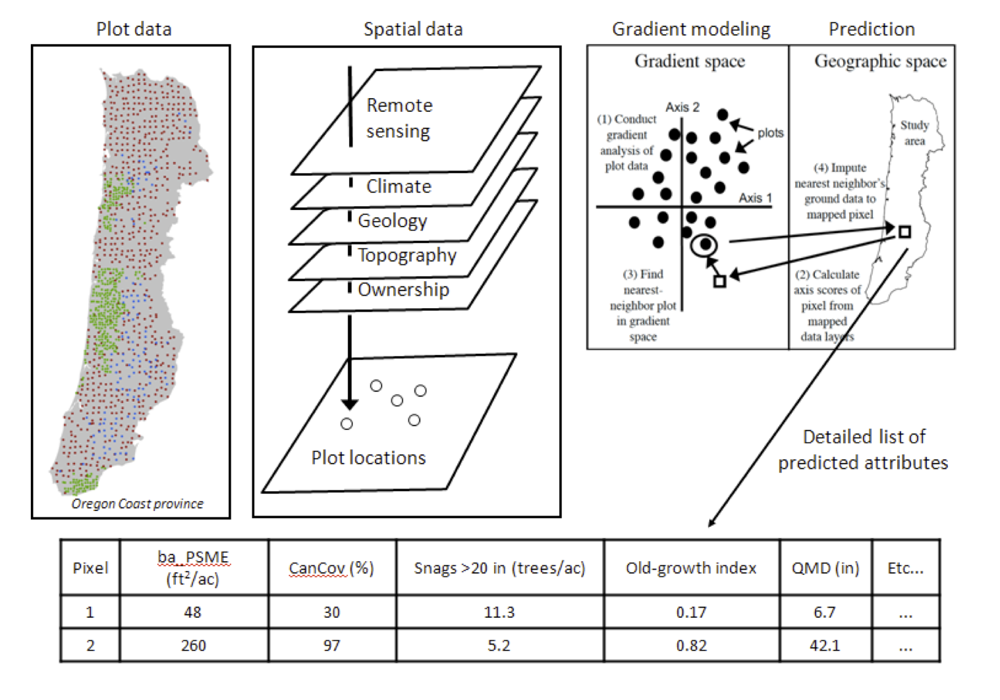 Plot data
Oregon Coast province
Spatial data
Remote
sensing
Climate
Geology
Topography
Ownership
Plot locations
Gradient modeling
Gradient space
(1) Conduct
gradient
analysis of
plot data
Axis 2
plots
Axis 1
(3) Find
nearest-
neighbor plot
in gradient
space
Prediction
Geographic space
Study
area
(4) Impute
nearest neighbor's
ground data to
mapped pixel
(2) Calculate
axis scores of
pixel from
mapped
data layers
Detailed list of
predicted attributes
Pixel ba_PSME (ft²/ac) CanCov (%) Snags >20 in (trees/ac) Old-growth index QMD (in) Etc...
1 48 30 11.3 0.17 6.7 ...
2 260 97 5.2 0.82 42.1 ...